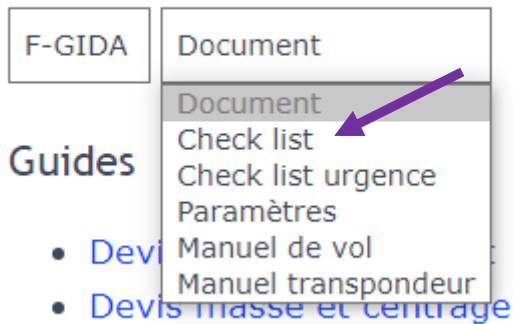 F-GIDA Document
Document
Check list
Guides
Check list urgence
Paramètres
Manuel de vol
Devi
Manuel transpondeur
Devis masse et centrage